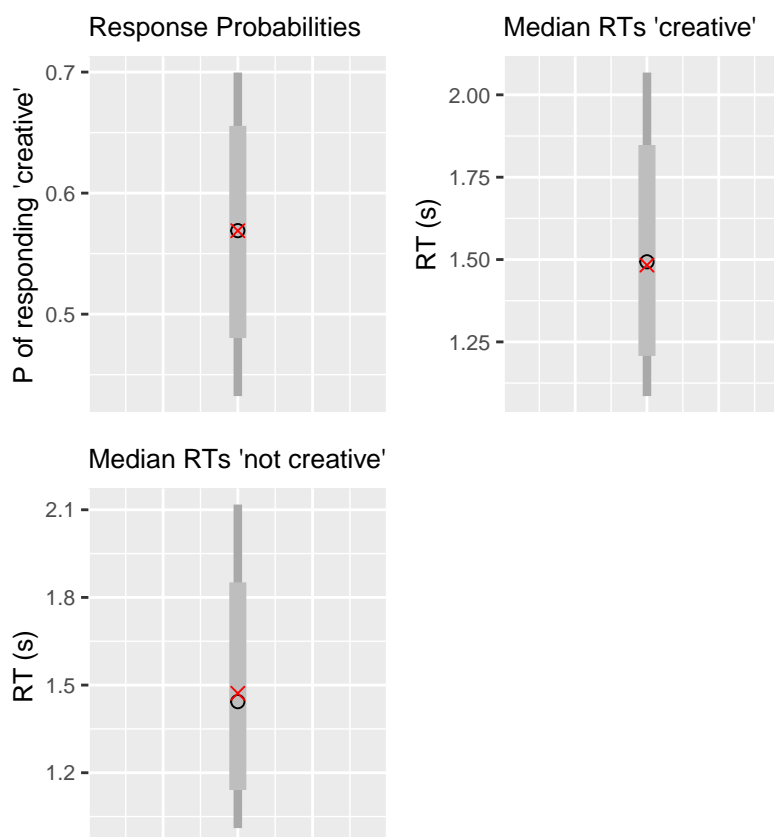 Response Probabilities
P of responding 'creative'
0.7
0.6
0.5
Median RTs 'creative'
RT (s)
2.00
1.75
1.50
1.25
Median RTs 'not creative'
RT (s)
2.1
1.8
1.5
1.2